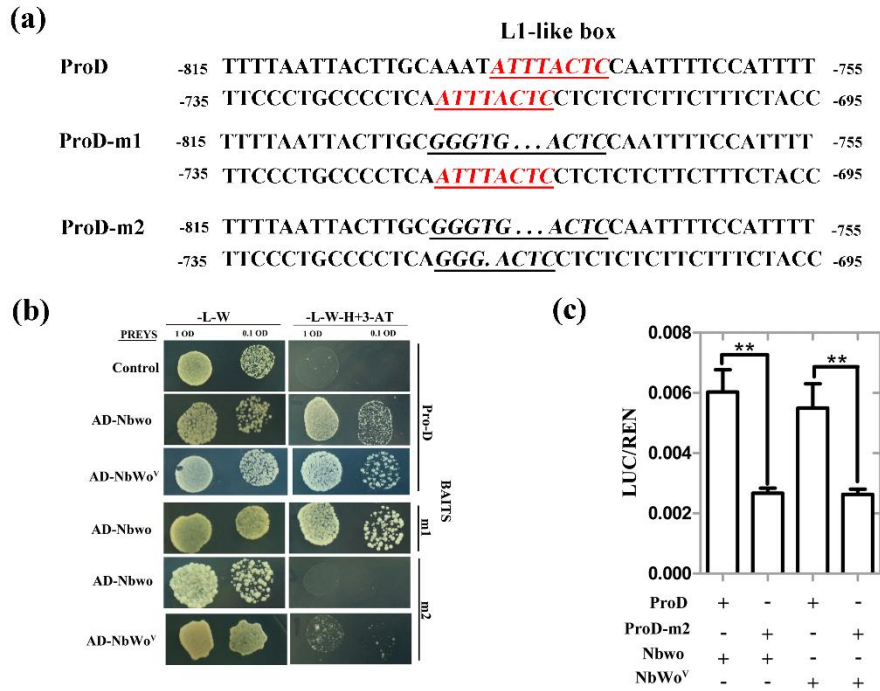 (a)
L1-like box
ProD -815 TTTTAATTACTTGCAAATATTTACTCCAATTTTCCATTTT -755
-735 TTCCCTGCCCCTCAATTTACTCCTCTCTCTTCTTTCTACC -695
ProD-m1 -815 TTTTAATTACTTGCGGGTG...ACTCCAATTTTCCATTTT -755
-735 TTCCCTGCCCCTCAATTTACTCCTCTCTCTTCTTTCTACC -695
ProD-m2 -815 TTTTAATTACTTGCGGGTG...ACTCCAATTTTCCATTTT -755
-735 TTCCCTGCCCCTCAGGG.ACTCCTCTCTCTTCTTTCTACC -695
(b)
-L-W -L-W-H+3-AT
PREYS 1 OD 0.1 OD 1 OD 0.1 OD
Control
AD-Nbwo
AD-NbWoV
AD-Nbwo
AD-Nbwo
AD-NbWoV
Pro-D
m1
m2
BAITS
(c)
LUC/REN
0.008
0.006
0.004
0.002
0.000
** **
ProD + - + -
ProD-m2 - + - +
Nbwo + + - -
NbWoV - - + +